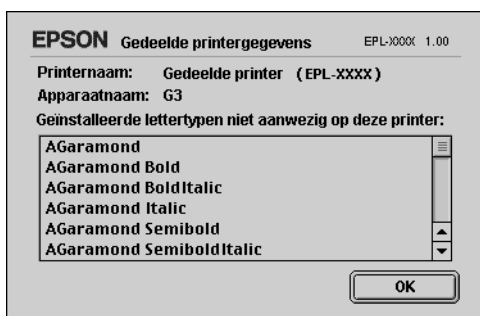 EPSON Gedeelde printergegevens EPL-XXXX 1.00
Printernaam: Gedeelde printer (EPL-XXXX)
Apparaatnaam: G3
Geïnstalleerde lettertypen niet aanwezig op deze printer:
AGaramond
AGaramond Bold
AGaramond BoldItalic
AGaramond Italic
AGaramond Semibold
AGaramond SemiboldItalic
OK